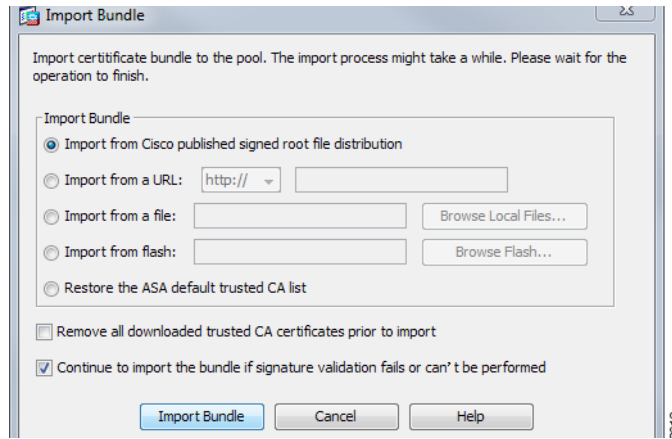 Import Bundle
Import certitificate bundle to the pool. The import process might take a while. Please wait for the
operation to finish.
Import Bundle
Import from Cisco published signed root file distribution
Import from a URL: http://
Import from a file: Browse Local Files...
Import from flash: Browse Flash...
Restore the ASA default trusted CA list
Remove all downloaded trusted CA certificates prior to import
Continue to import the bundle if signature validation fails or can't be performed
Import Bundle Cancel Help